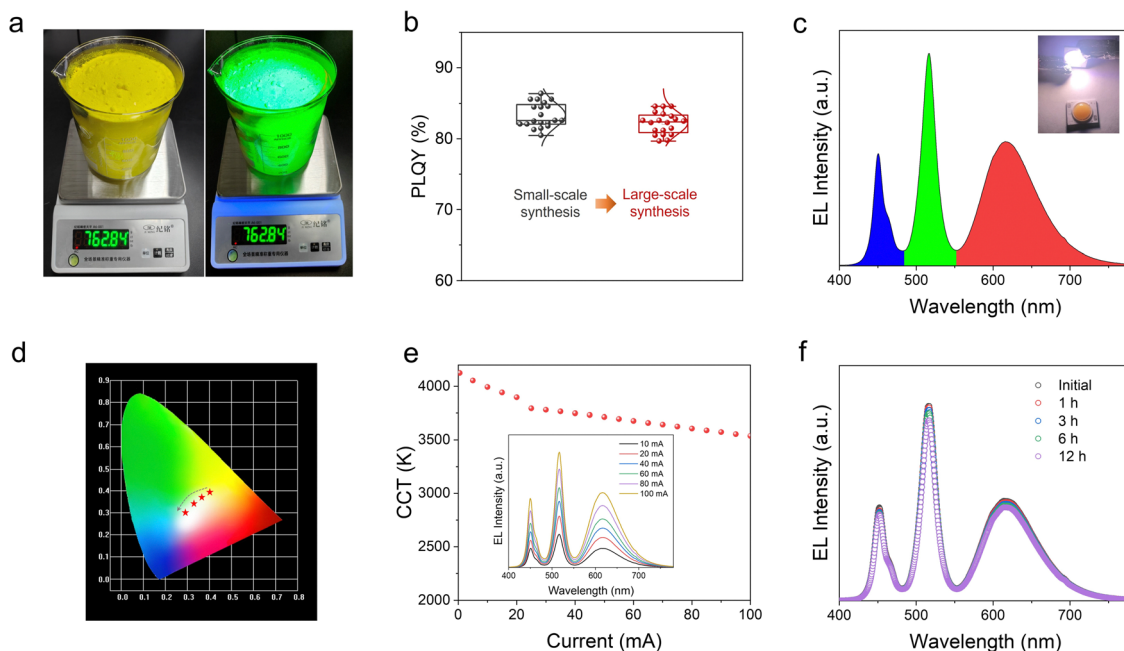 a
762.84
纪铭
762.84
纪铭
b
PLQY (%)
90
80
70
60
Small-scale
synthesis
Large-scale
synthesis
c
EL Intensity (a.u.)
400 500 600 700
Wavelength (nm)
d
0.9
0.8
0.7
0.6
0.5
0.4
0.3
0.2
0.1
0.0
0.0 0.1 0.2 0.3 0.4 0.5 0.6 0.7 0.8
e
CCT (K)
4000
3500
3000
2500
2000
0 20 40 60 80 100
Current (mA)
EL Intensity (a.u.)
10 mA
20 mA
40 mA
60 mA
80 mA
100 mA
400 500 600 700
Wavelength (nm)
f
EL Intensity (a.u.)
Initial
1 h
3 h
6 h
12 h
400 500 600 700
Wavelength (nm)